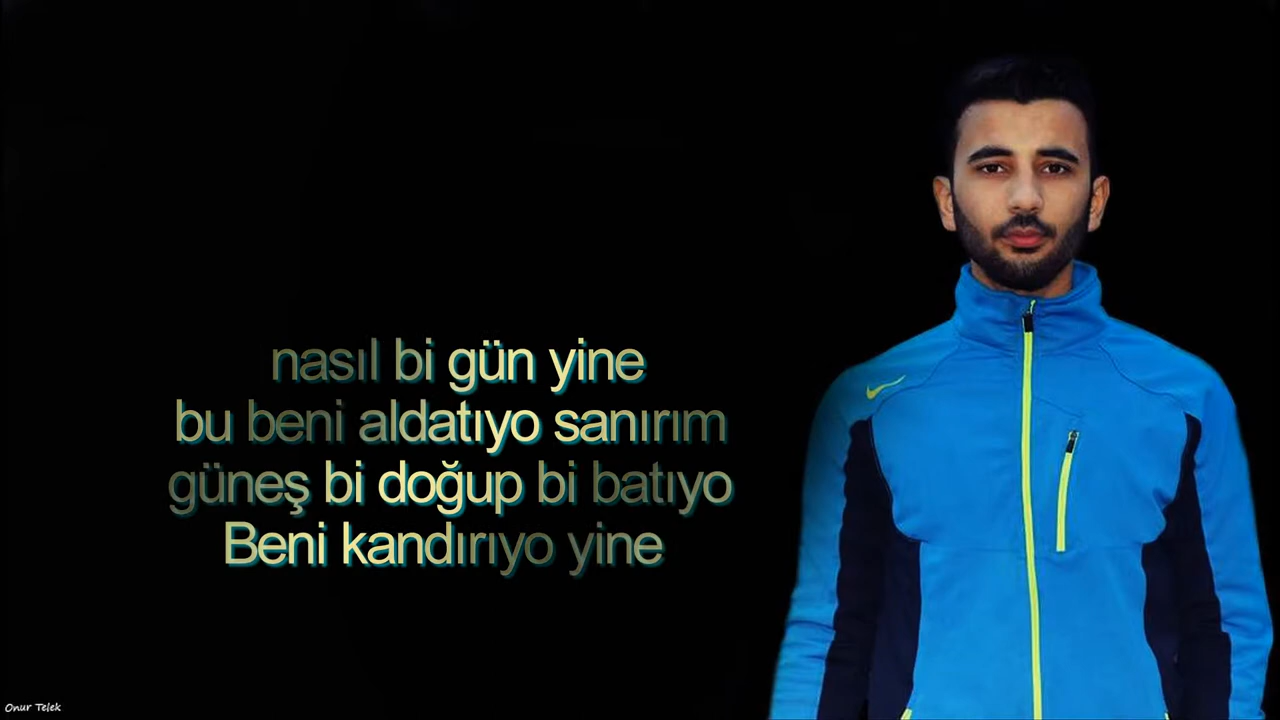 nasıl bi gün yine
bu beni aldatıyo sanırım
güneş bi doğup bi batıyo
Beni kandırıyo yine
Onur Telek